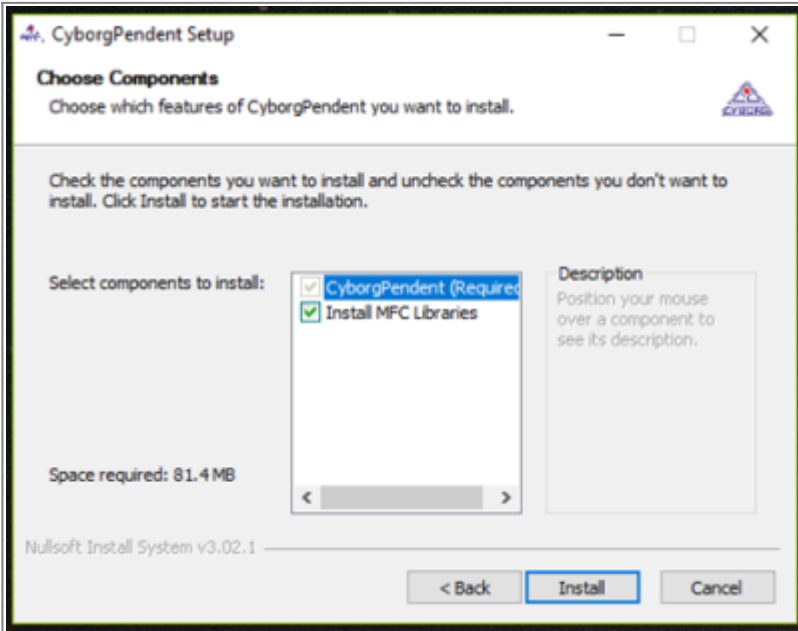 CyborgPendent Setup
Choose Components
Choose which features of CyborgPendent you want to install.
CYBORG
Check the components you want to install and uncheck the components you don't want to
install. Click Install to start the installation.
Select components to install:
CyborgPendent (Required
Install MFC Libraries
Description
Position your mouse
over a component to
see its description.
Space required: 81.4 MB
Nullsoft Install System v3.02.1
< Back
Install
Cancel